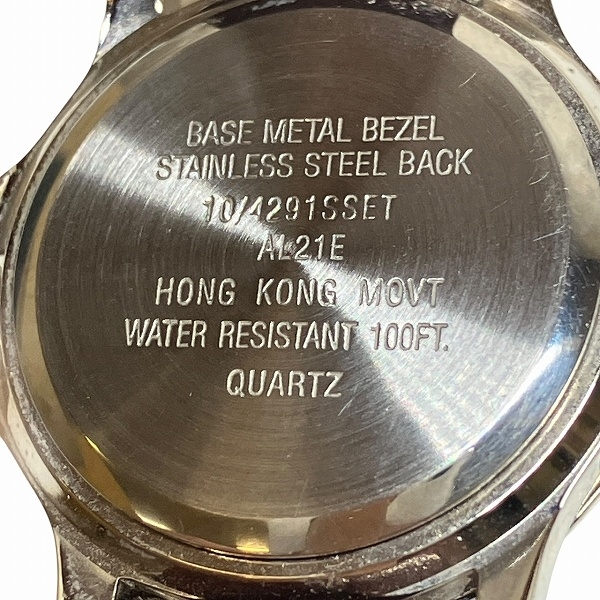 BASE METAL BEZEL
STAINLESS STEEL BACK
10/4291SSET
AL21E
HONG KONG MOVT
WATER RESISTANT 100FT.
QUARTZ